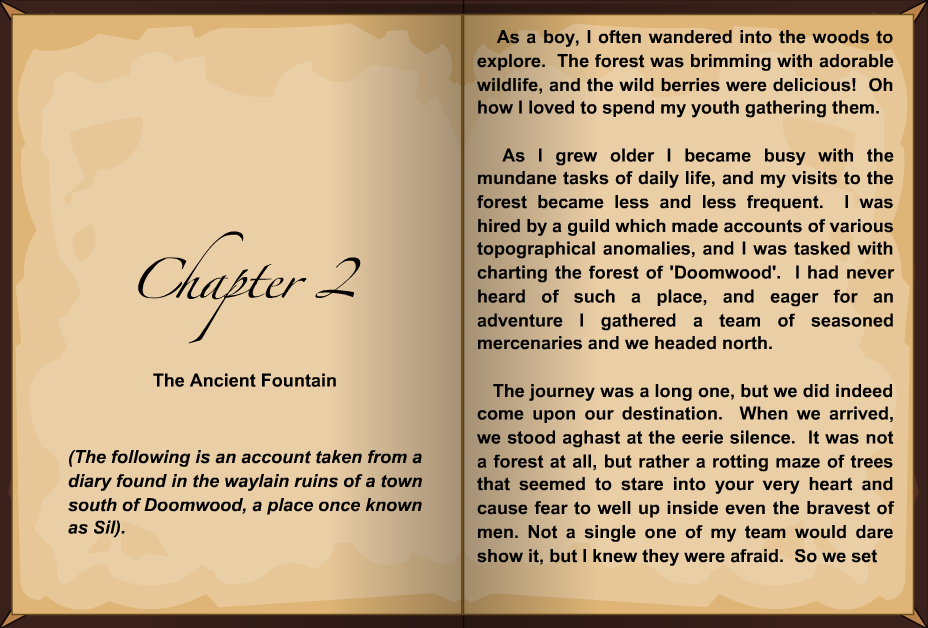 Chapter 2
The Ancient Fountain
(The following is an account taken from a
diary found in the waylain ruins of a town
south of Doomwood, a place once known
as Sil).
As a boy, I often wandered into the woods to
explore. The forest was brimming with adorable
wildlife, and the wild berries were delicious! Oh
how I loved to spend my youth gathering them.
As I grew older I became busy with the
mundane tasks of daily life, and my visits to the
forest became less and less frequent. I was
hired by a guild which made accounts of various
topographical anomalies, and I was tasked with
charting the forest of 'Doomwood'. I had never
heard of such a place, and eager for an
adventure I gathered a team of seasoned
mercenaries and we headed north.
The journey was a long one, but we did indeed
come upon our destination. When we arrived,
we stood aghast at the eerie silence. It was not
a forest at all, but rather a rotting maze of trees
that seemed to stare into your very heart and
cause fear to well up inside even the bravest of
men. Not a single one of my team would dare
show it, but I knew they were afraid. So we set